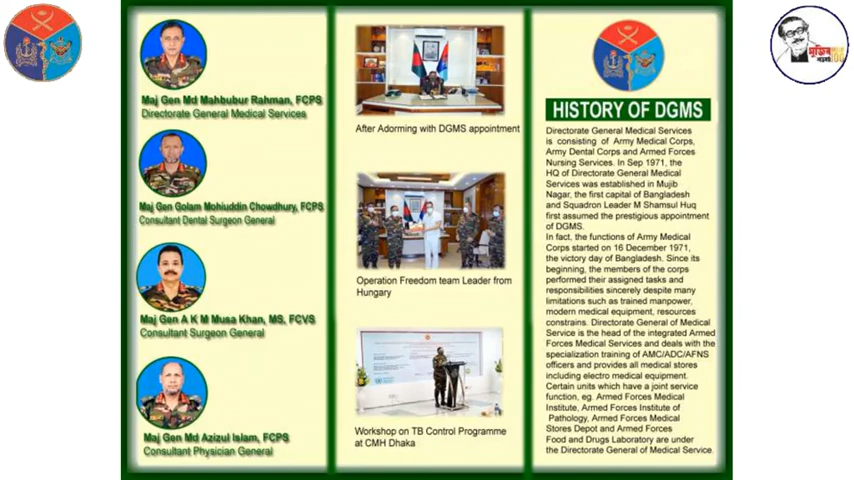 Maj Gen Md Mahbubur Rahman, FCPS
Directorate General Medical Services
Maj Gen Golam Mohiuddin Chowdhury, FCPS
Consultant Dental Surgeon General
Maj Gen A K M Musa Khan, MS, FCVS
Consultant Surgeon General
Maj Gen Md Azizul Islam, FCPS
Consultant Physician General
After Adorming with DGMS appointment
Operation Freedom team Leader from
Hungary
Workshop on TB Control Programme
at CMH Dhaka
HISTORY OF DGMS
Directorate General Medical Services
is consisting of Army Medical Corps,
Army Dental Corps and Armed Forces
Nursing Services. In Sep 1971, the
HQ of Directorate General Medical
Services was established in Mujib
Nagar, the first capital of Bangladesh
and Squadron Leader M Shamsul Huq
first assumed the prestigious appointment
of DGMS.
In fact, the functions of Army Medical
Corps started on 16 December 1971,
the victory day of Bangladesh. Since its
beginning, the members of the corps
performed their assigned tasks and
responsibilities sincerely despite many
limitations such as trained manpower,
modern medical equipment, resources
constrains. Directorate General of Medical
Service is the head of the integrated Armed
Forces Medical Services and deals with the
specialization training of AMC/ADC/AFNS
officers and provides all medical stores
including electro medical equipment.
Certain units which have a joint service
function, eg. Armed Forces Medical
Institute, Armed Forces Institute of
Pathology, Armed Forces Medical
Stores Depot and Armed Forces
Food and Drugs Laboratory are under
the Directorate General of Medical Service.
মুজিব